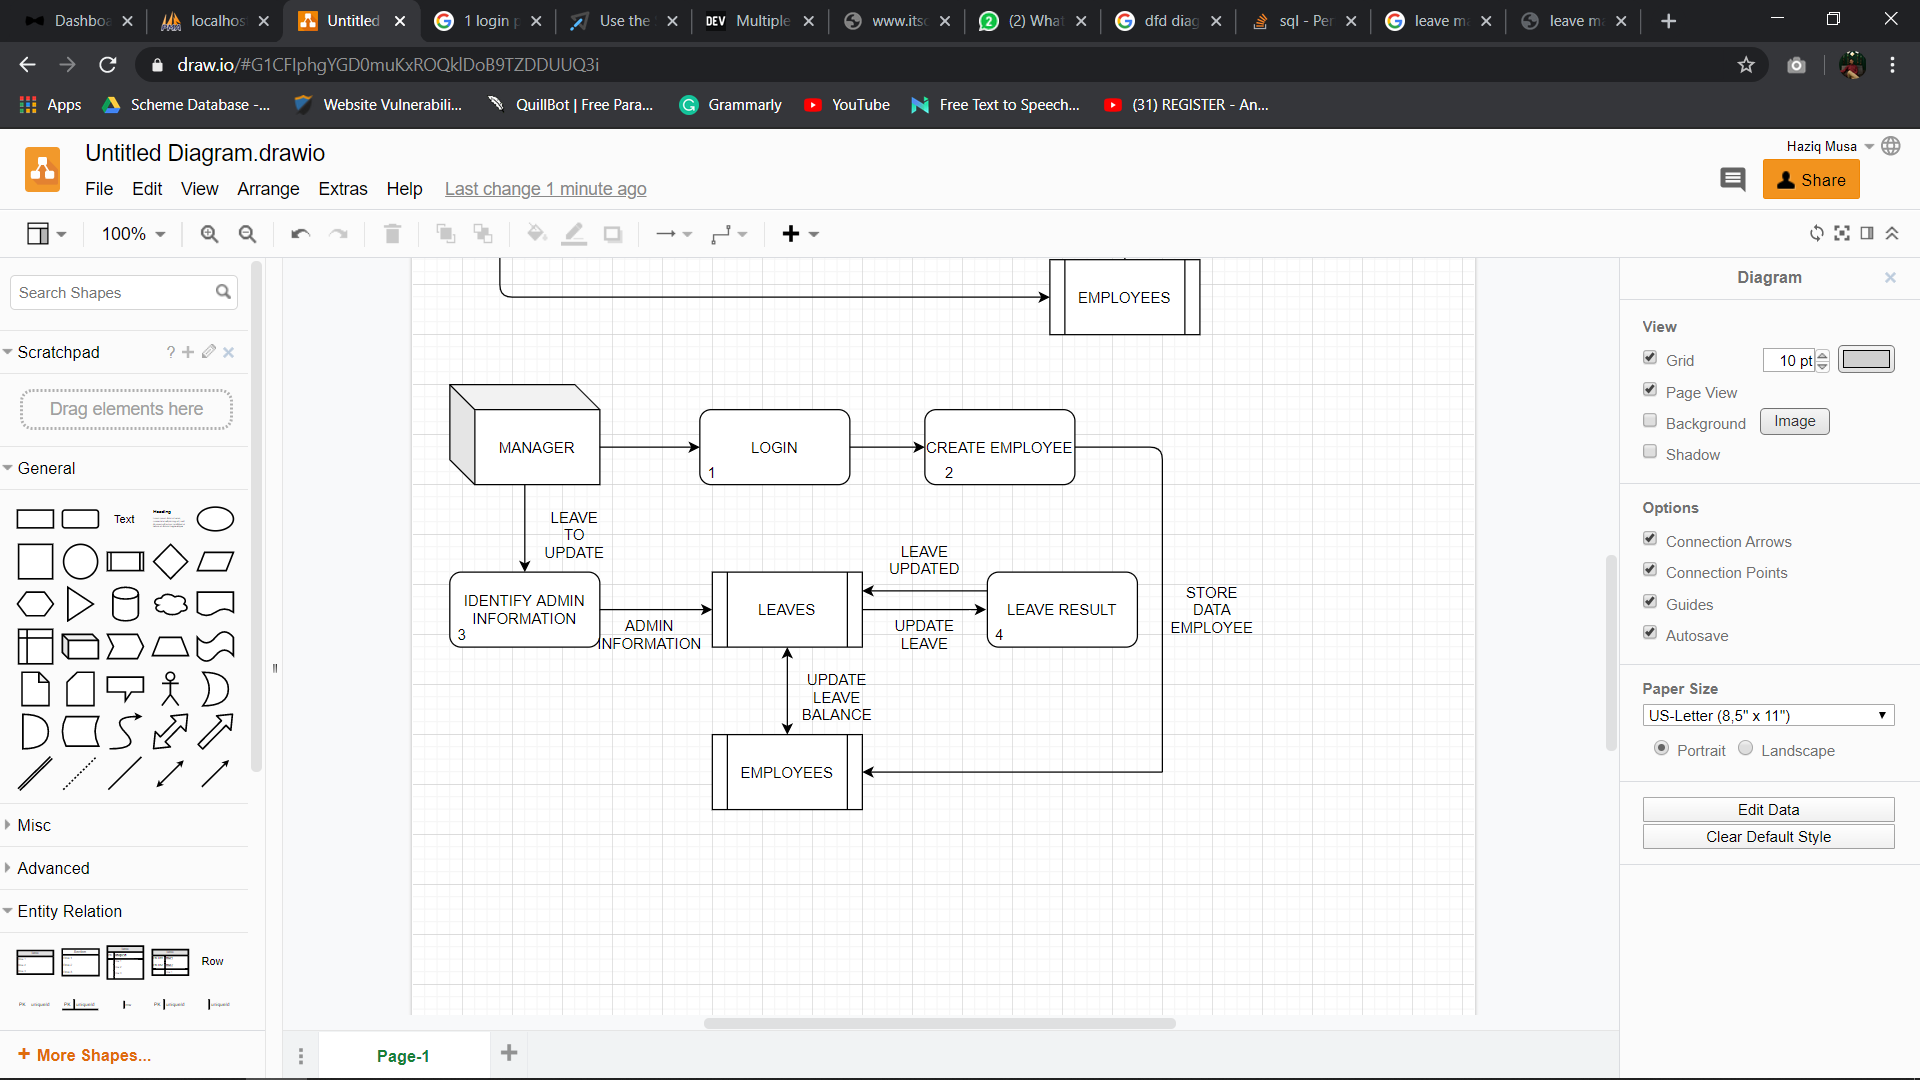 Dashboa
localhos
Untitled
1 login p
Use the
Multiple
www.itso
(2) What
dfd diag
sql - Per
leave ma
leave ma
draw.io/#G1CFlphgYGD0muKxROQklDoB9TZDDUUQ3i
Apps
Scheme Database -...
Website Vulnerabili...
QuillBot | Free Para...
Grammarly
YouTube
Free Text to Speech...
(31) REGISTER - An...
Untitled Diagram.drawio
Haziq Musa
File Edit View Arrange Extras Help Last change 1 minute ago
Share
100%
Search Shapes
Scratchpad
?
Drag elements here
General
Text
Heading
Misc
Advanced
Entity Relation
Row
More Shapes...
EMPLOYEES
MANAGER
LOGIN
1
CREATE EMPLOYEE
2
LEAVE
TO
UPDATE
IDENTIFY ADMIN
INFORMATION
3
ADMIN
INFORMATION
LEAVES
LEAVE
UPDATED
UPDATE
LEAVE
LEAVE RESULT
4
STORE
DATA
EMPLOYEE
UPDATE
LEAVE
BALANCE
EMPLOYEES
Page-1
Diagram
View
Grid
10 pt
Page View
Background
Image
Shadow
Options
Connection Arrows
Connection Points
Guides
Autosave
Paper Size
US-Letter (8,5" x 11")
Portrait
Landscape
Edit Data
Clear Default Style